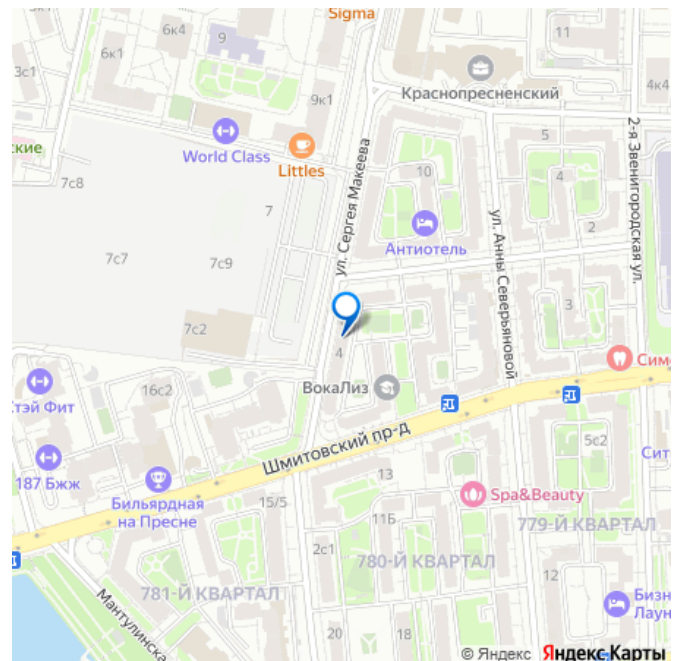 Sigma
6к4
9
11
6к1
3с1
Краснопресненский
4к4
9к1
2-я Звенигородская ул.
ские
World Class
Littles
5
7с8
10
4
7
ул. Сергея Макеева
Антиотель
ул. Анны Северьяновой
2
7с7
7с9
3
7с2
4
Сим
16с2
ВокаЛиз
Стэй Фит
Шмитовский пр-д
5с2
Сит
187 Бжж
13
Бильярдная
на Пресне
15/5
Spa&Beauty
11Б
779-Й КВАРТАЛ
2с1
780-Й КВАРТАЛ
12
781-Й КВАРТАЛ
Мантулинска
Бизн
Лаун
20
18
© Яндекс Яндекс Карты